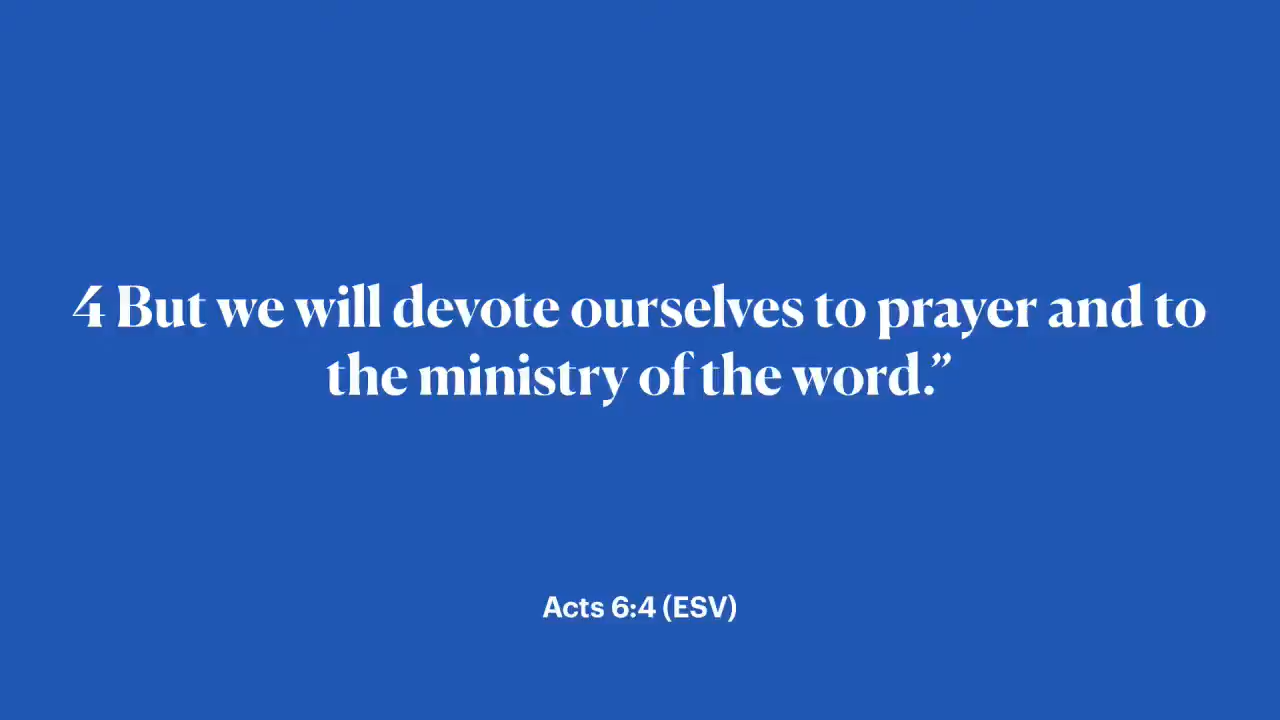 4 But we will devote ourselves to prayer and to
the ministry of the word.”
Acts 6:4 (ESV)